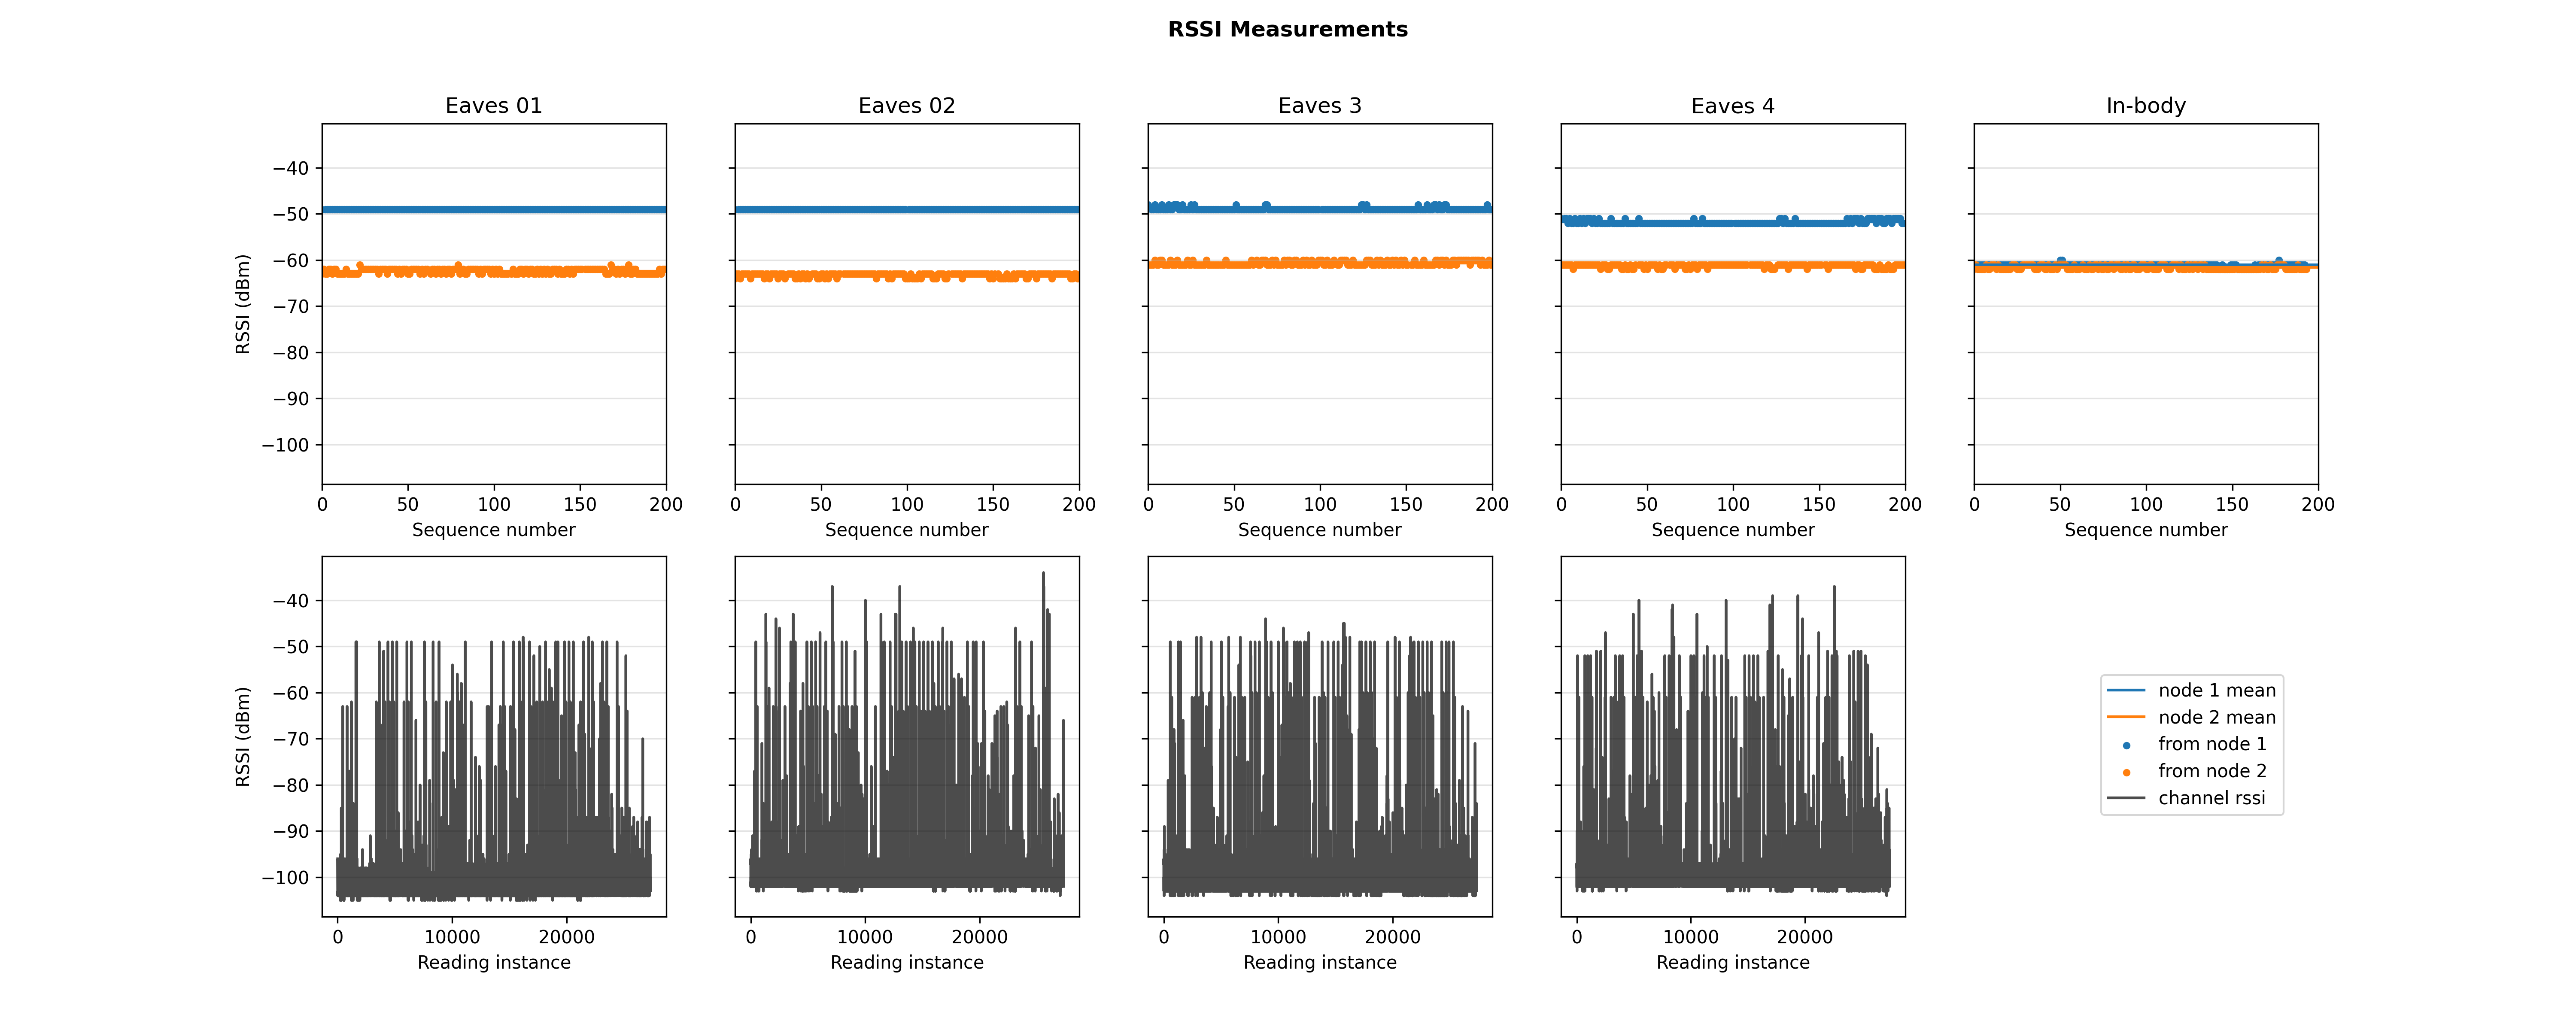 RSSI Measurements
Eaves 01 Eaves 02 Eaves 3 Eaves 4 In-body
RSSI (dBm)
−40
−50
−60
−70
−80
−90
−100
0 50 100 150 200 0 50 100 150 200 0 50 100 150 200 0 50 100 150 200 0 50 100 150 200
Sequence number Sequence number Sequence number Sequence number Sequence number
RSSI (dBm)
−40
−50
−60
−70
−80
−90
−100
0 10000 20000 0 10000 20000 0 10000 20000 0 10000 20000
Reading instance Reading instance Reading instance Reading instance
node 1 mean
node 2 mean
from node 1
from node 2
channel rssi